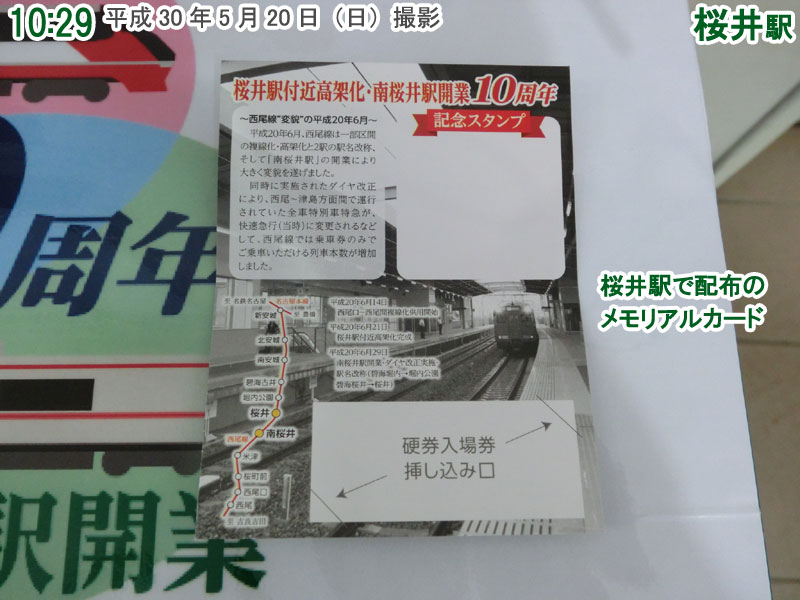 10:29 平成30年5月20日（日）撮影
桜井駅
桜井駅付近高架化・南桜井駅開業10周年
記念スタンプ
～西尾線"変貌"の平成20年6月～
平成20年6月、西尾線は一部区間
の複線化・高架化と2駅の駅名改称、
そして「南桜井駅」の開業により
大きく変貌を遂げました。
同時に実施されたダイヤ改正
により、西尾～津島方面間で運行
されていた全車特別車特急が、
快速急行(当時)に変更されるなど
して、西尾線では乗車券のみで
ご乗車いただける列車本数が増加
しました。
周年
桜井駅で配布の
メモリアルカード
至 名鉄名古屋
名古屋本線
至 豊橋
新安城
北安城
南安城
碧海古井
堀内公園
桜井
南桜井
西尾線
米津
桜町前
西尾口
西尾
至 吉良吉田
平成20年6月14日
西尾口～西尾間複線化供用開始
平成20年6月21日
桜井駅付近高架化完成
平成20年6月29日
南桜井駅開業・ダイヤ改正実施・
駅名改称(碧海堀内→堀内公園
碧海桜井→桜井)
硬券入場券
挿し込み口
駅開業